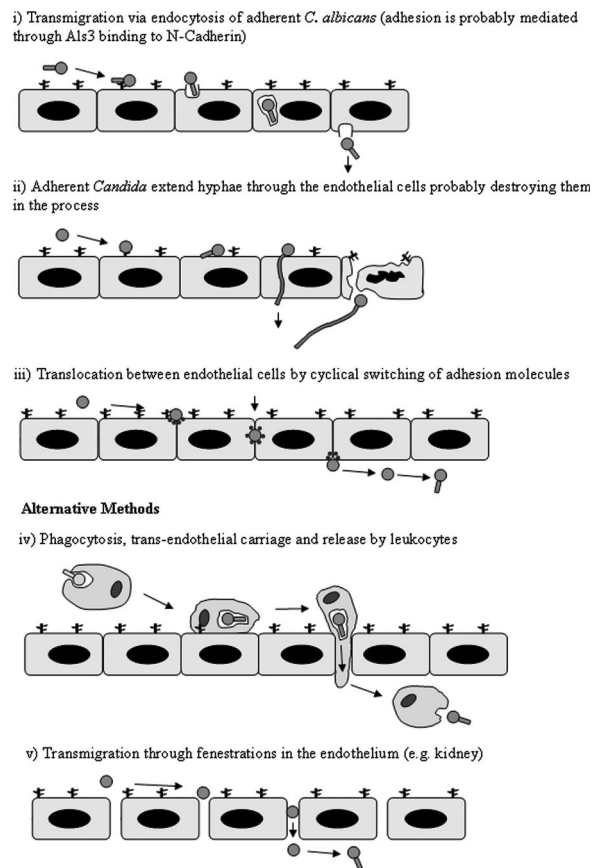 i) Transmigration via endocytosis of adherent C. albicans (adhesion is probably mediated
through Als3 binding to N-Cadherin)
ii) Adherent Candida extend hyphae through the endothelial cells probably destroying them
in the process
iii) Translocation between endothelial cells by cyclical switching of adhesion molecules
Alternative Methods
iv) Phagocytosis, trans-endothelial carriage and release by leukocytes
v) Transmigration through fenestrations in the endothelium (e.g. kidney)